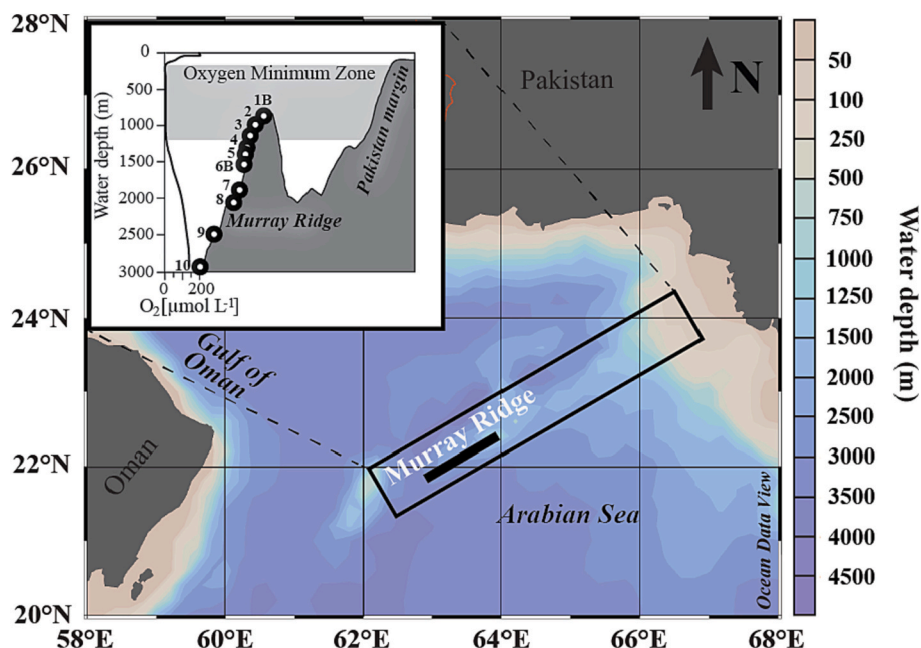 28°N
26°N
24°N
22°N
20°N
58°E
60°E
62°E
64°E
66°E
68°E
0
500
1000
1500
2000
2500
3000
Water depth (m)
Oxygen Minimum Zone
1B
2
3
4
5
6B
7
8
9
10
Murray Ridge
Pakistan margin
0
200
O₂[µmol L⁻¹]
Pakistan
N
Gulf of
Oman
Oman
Murray Ridge
Arabian Sea
Ocean Data View
50
100
250
500
750
1000
1250
1500
2000
2500
3000
3500
4000
4500
Water depth (m)